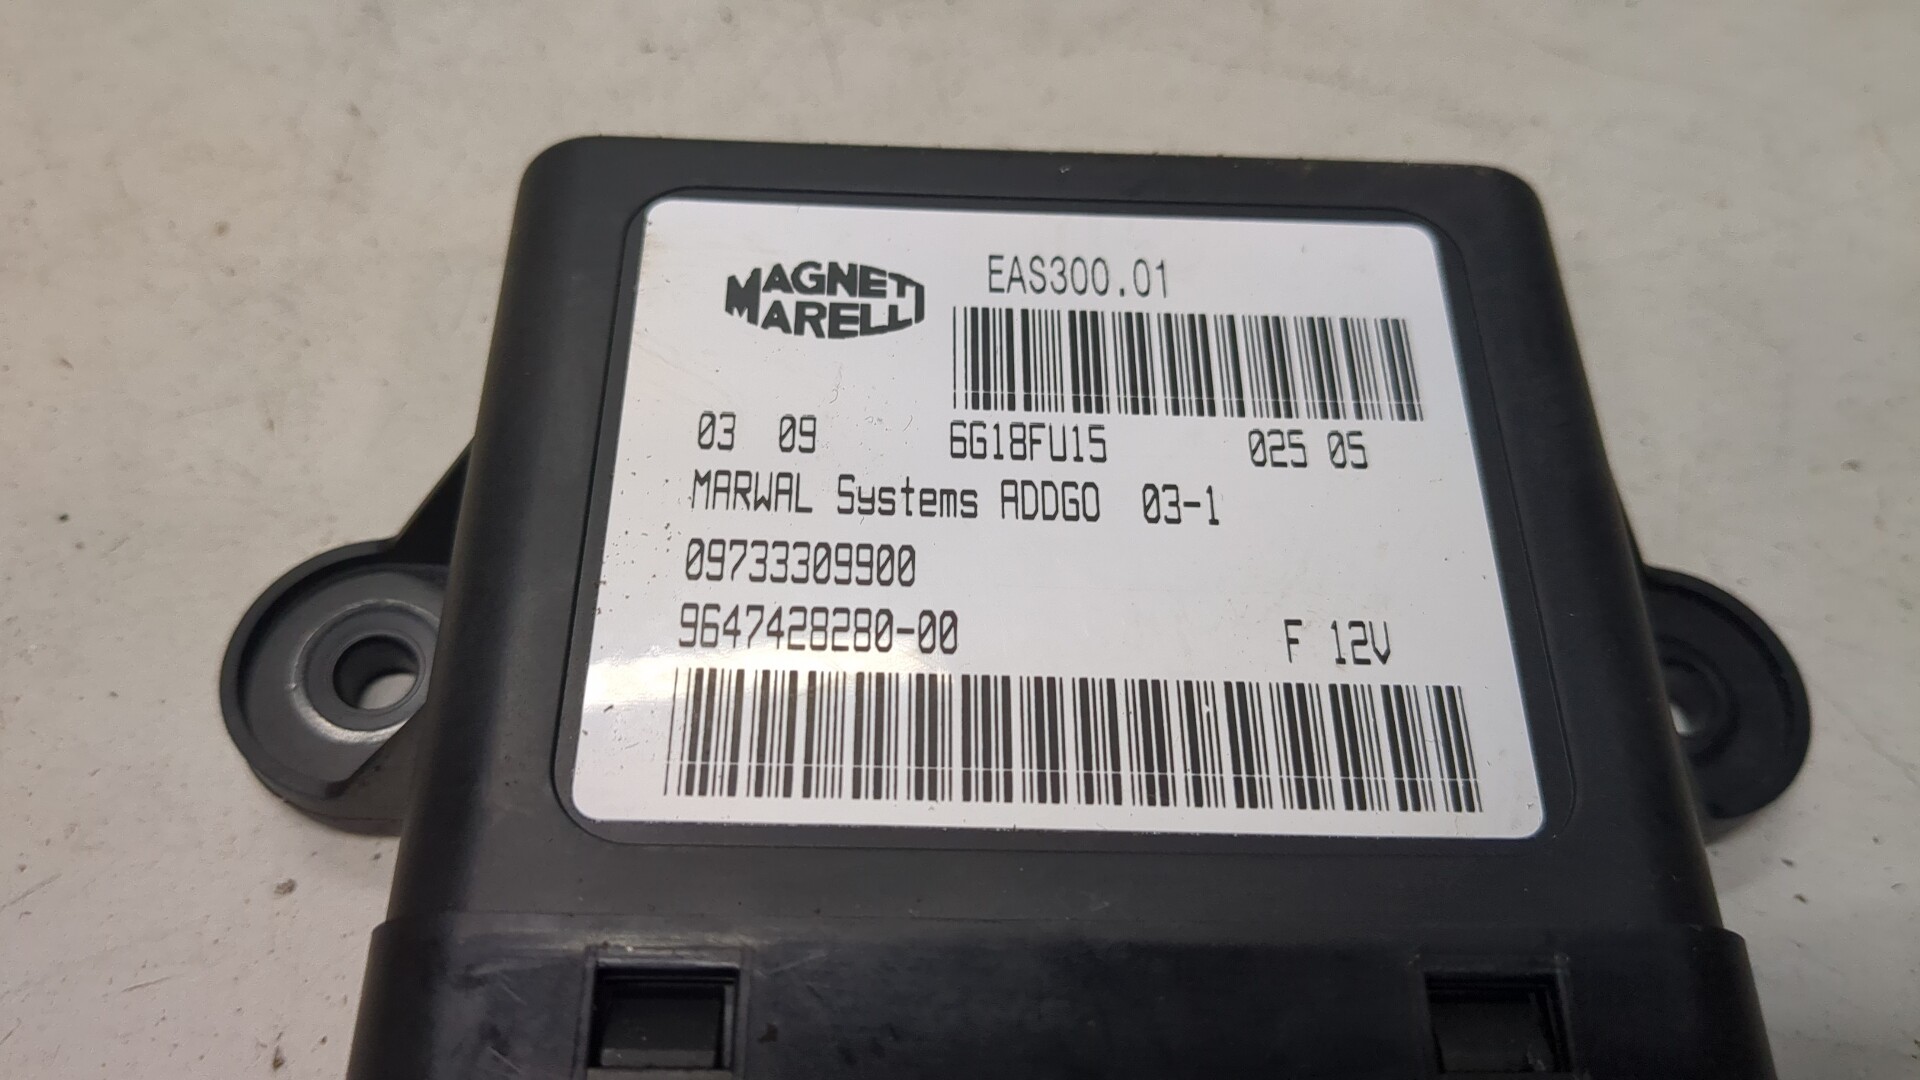 MAGNETI
MARELLI
EAS300.01
03 09 6G18FU15 025 05
MARWAL Systems ADDGO 03-1
09733309900
9647428280-00 F 12V